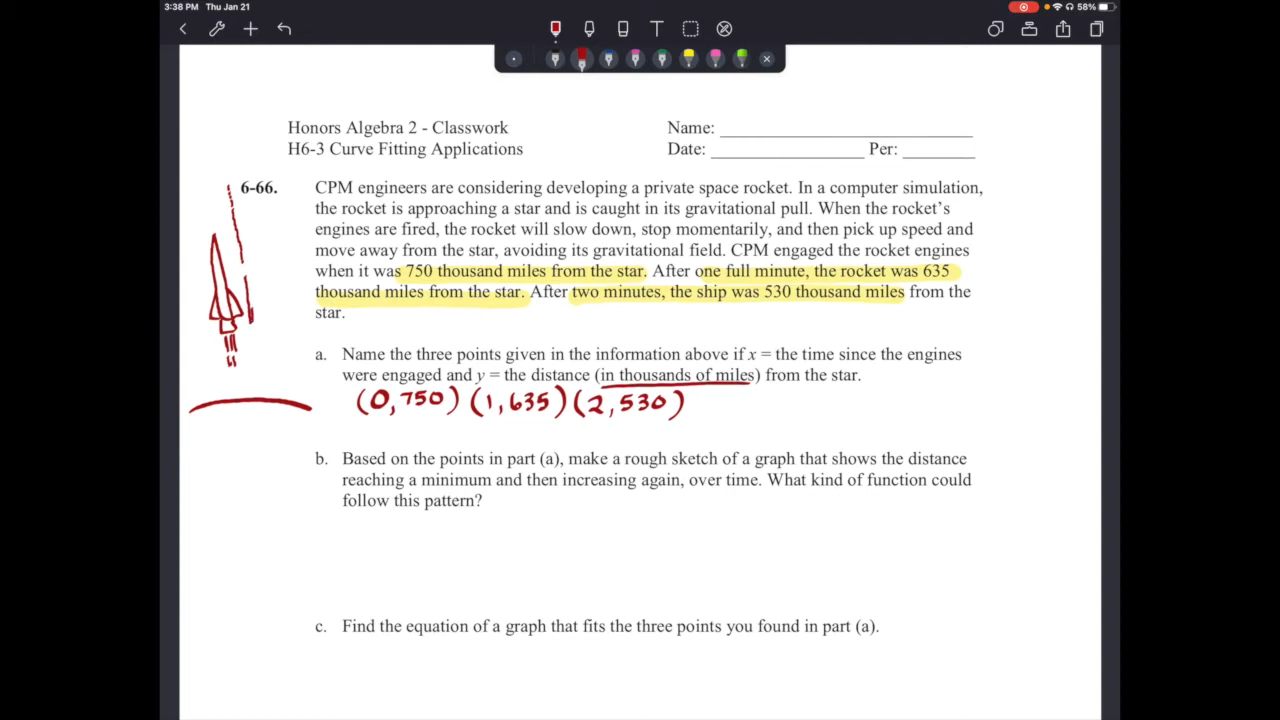 3:38 PM Thu Jan 21
58%
T
Honors Algebra 2 - Classwork
Name: ____________________
H6-3 Curve Fitting Applications
Date: ______________ Per: ______
6-66. CPM engineers are considering developing a private space rocket. In a computer simulation,
the rocket is approaching a star and is caught in its gravitational pull. When the rocket's
engines are fired, the rocket will slow down, stop momentarily, and then pick up speed and
move away from the star, avoiding its gravitational field. CPM engaged the rocket engines
when it was 750 thousand miles from the star. After one full minute, the rocket was 635
thousand miles from the star. After two minutes, the ship was 530 thousand miles from the
star.
a. Name the three points given in the information above if x = the time since the engines
were engaged and y = the distance (in thousands of miles) from the star.
(0,750) (1,635) (2,530)
b. Based on the points in part (a), make a rough sketch of a graph that shows the distance
reaching a minimum and then increasing again, over time. What kind of function could
follow this pattern?
c. Find the equation of a graph that fits the three points you found in part (a).